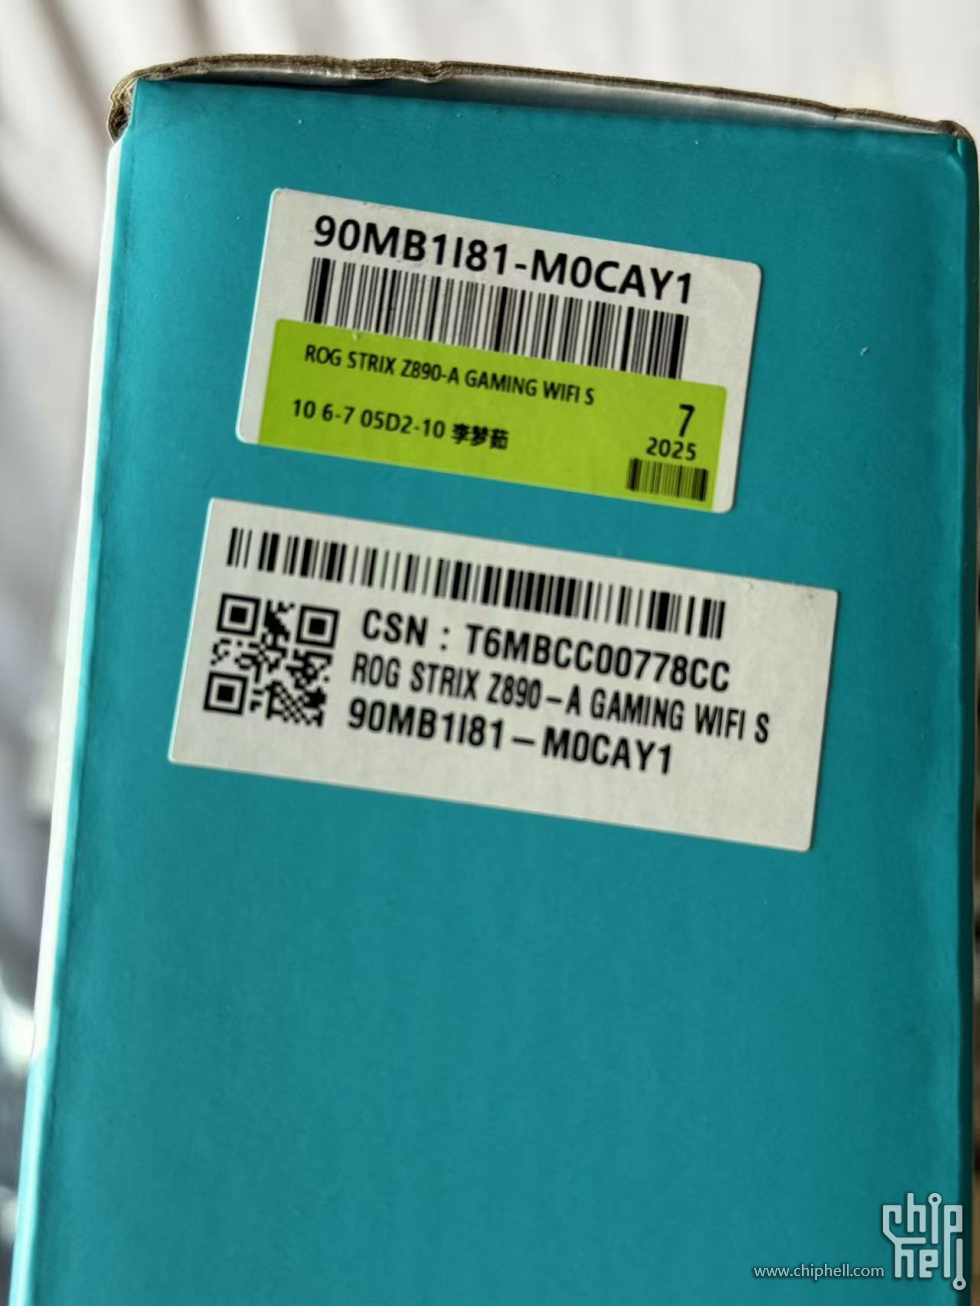 90MB1I81-M0CAY1
ROG STRIX Z890-A GAMING WIFI S
10 6-7 05D2-10 李梦茹
7
2025
CSN : T6MBCC00778CC
ROG STRIX Z890-A GAMING WIFI S
90MB1I81-M0CAY1
chip
hell
www.chiphell.com